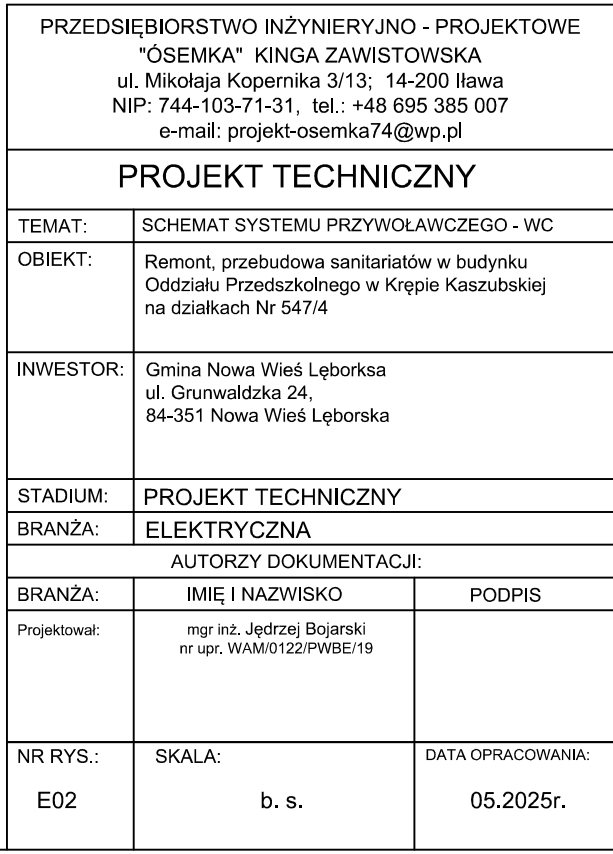 PRZEDSIĘBIORSTWO INŻYNIERYJNO - PROJEKTOWE
"ÓSEMKA" KINGA ZAWISTOWSKA
ul. Mikołaja Kopernika 3/13; 14-200 Iława
NIP: 744-103-71-31, tel.: +48 695 385 007
e-mail: projekt-osemka74@wp.pl
PROJEKT TECHNICZNY
TEMAT: SCHEMAT SYSTEMU PRZYWOŁAWCZEGO - WC
OBIEKT: Remont, przebudowa sanitariatów w budynku
Oddziału Przedszkolnego w Krępie Kaszubskiej
na działkach Nr 547/4
INWESTOR: Gmina Nowa Wieś Lęborksa
ul. Grunwaldzka 24,
84-351 Nowa Wieś Lęborska
STADIUM: PROJEKT TECHNICZNY
BRANŻA: ELEKTRYCZNA
AUTORZY DOKUMENTACJI:
BRANŻA: IMIĘ I NAZWISKO PODPIS
Projektował: mgr inż. Jędrzej Bojarski
nr upr. WAM/0122/PWBE/19
NR RYS.: SKALA: DATA OPRACOWANIA:
E02 b. s. 05.2025r.